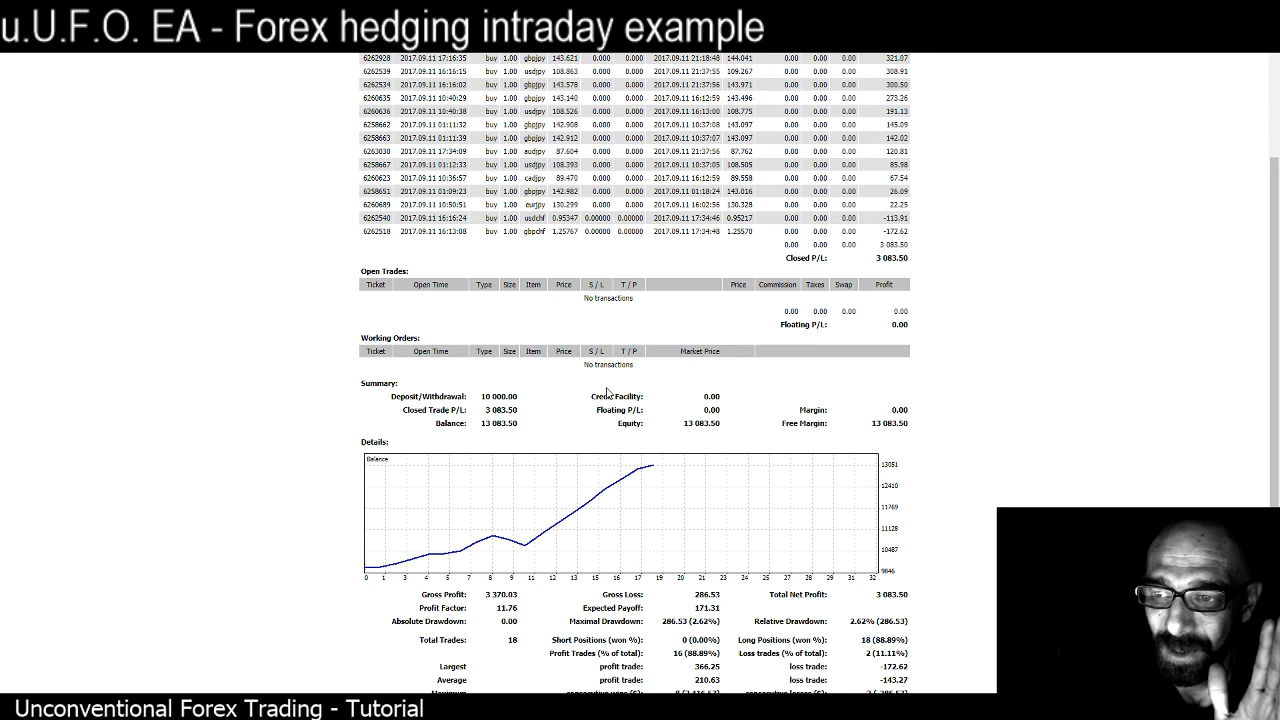 u.U.F.O. EA - Forex hedging intraday example
6262928 2017.09.11 17:16:35 buy 1.00 gbpjpy 143.621 0.000 0.000 2017.09.11 21:18:48 144.041 0.00 0.00 0.00 321.07
6262539 2017.09.11 16:16:15 buy 1.00 usdjpy 108.863 0.000 0.000 2017.09.11 21:37:55 109.267 0.00 0.00 0.00 308.91
6262534 2017.09.11 16:16:02 buy 1.00 gbpjpy 143.578 0.000 0.000 2017.09.11 21:37:56 143.971 0.00 0.00 0.00 300.50
6260635 2017.09.11 10:40:29 buy 1.00 gbpjpy 143.140 0.000 0.000 2017.09.11 16:12:59 143.496 0.00 0.00 0.00 273.26
6260636 2017.09.11 10:40:38 buy 1.00 usdjpy 108.526 0.000 0.000 2017.09.11 16:13:00 108.775 0.00 0.00 0.00 191.13
6258662 2017.09.11 01:11:32 buy 1.00 gbpjpy 142.908 0.000 0.000 2017.09.11 10:37:08 143.097 0.00 0.00 0.00 145.09
6258663 2017.09.11 01:11:39 buy 1.00 gbpjpy 142.912 0.000 0.000 2017.09.11 10:37:07 143.097 0.00 0.00 0.00 142.02
6263030 2017.09.11 17:34:09 buy 1.00 audjpy 87.604 0.000 0.000 2017.09.11 21:37:56 87.762 0.00 0.00 0.00 120.81
6258667 2017.09.11 01:12:33 buy 1.00 usdjpy 108.393 0.000 0.000 2017.09.11 10:37:05 108.505 0.00 0.00 0.00 85.98
6260623 2017.09.11 10:36:57 buy 1.00 cadjpy 89.470 0.000 0.000 2017.09.11 16:12:59 89.558 0.00 0.00 0.00 67.54
6258651 2017.09.11 01:09:23 buy 1.00 gbpjpy 142.982 0.000 0.000 2017.09.11 01:18:24 143.016 0.00 0.00 0.00 26.09
6260689 2017.09.11 10:50:51 buy 1.00 eurjpy 130.299 0.000 0.000 2017.09.11 16:02:56 130.328 0.00 0.00 0.00 22.25
6262540 2017.09.11 16:16:24 buy 1.00 usdchf 0.95347 0.00000 0.00000 2017.09.11 17:34:46 0.95217 0.00 0.00 0.00 -113.91
6262518 2017.09.11 16:13:08 buy 1.00 gbpchf 1.25767 0.00000 0.00000 2017.09.11 17:34:48 1.25570 0.00 0.00 0.00 -172.62
0.00 0.00 0.00 3 083.50
Closed P/L: 3 083.50
Open Trades:
Ticket Open Time Type Size Item Price S / L T / P Price Commission Taxes Swap Profit
No transactions
0.00 0.00 0.00 0.00
Floating P/L: 0.00
Working Orders:
Ticket Open Time Type Size Item Price S / L T / P Market Price
No transactions
Summary:
Deposit/Withdrawal: 10 000.00 Credit Facility: 0.00
Closed Trade P/L: 3 083.50 Floating P/L: 0.00 Margin: 0.00
Balance: 13 083.50 Equity: 13 083.50 Free Margin: 13 083.50
Details:
Balance
13051
12410
11769
11128
10487
9846
0 1 3 4 5 7 8 9 11 12 13 15 16 17 19 20 21 23 24 25 27 28 29 31 32
Gross Profit: 3 370.03 Gross Loss: 286.53 Total Net Profit: 3 083.50
Profit Factor: 11.76 Expected Payoff: 171.31
Absolute Drawdown: 0.00 Maximal Drawdown: 286.53 (2.62%) Relative Drawdown: 2.62% (286.53)
Total Trades: 18 Short Positions (won %): 0 (0.00%) Long Positions (won %): 18 (88.89%)
Profit Trades (% of total): 16 (88.89%) Loss trades (% of total): 2 (11.11%)
Largest profit trade: 366.25 loss trade: -172.62
Average profit trade: 210.63 loss trade: -143.27
Unconventional Forex Trading - Tutorial